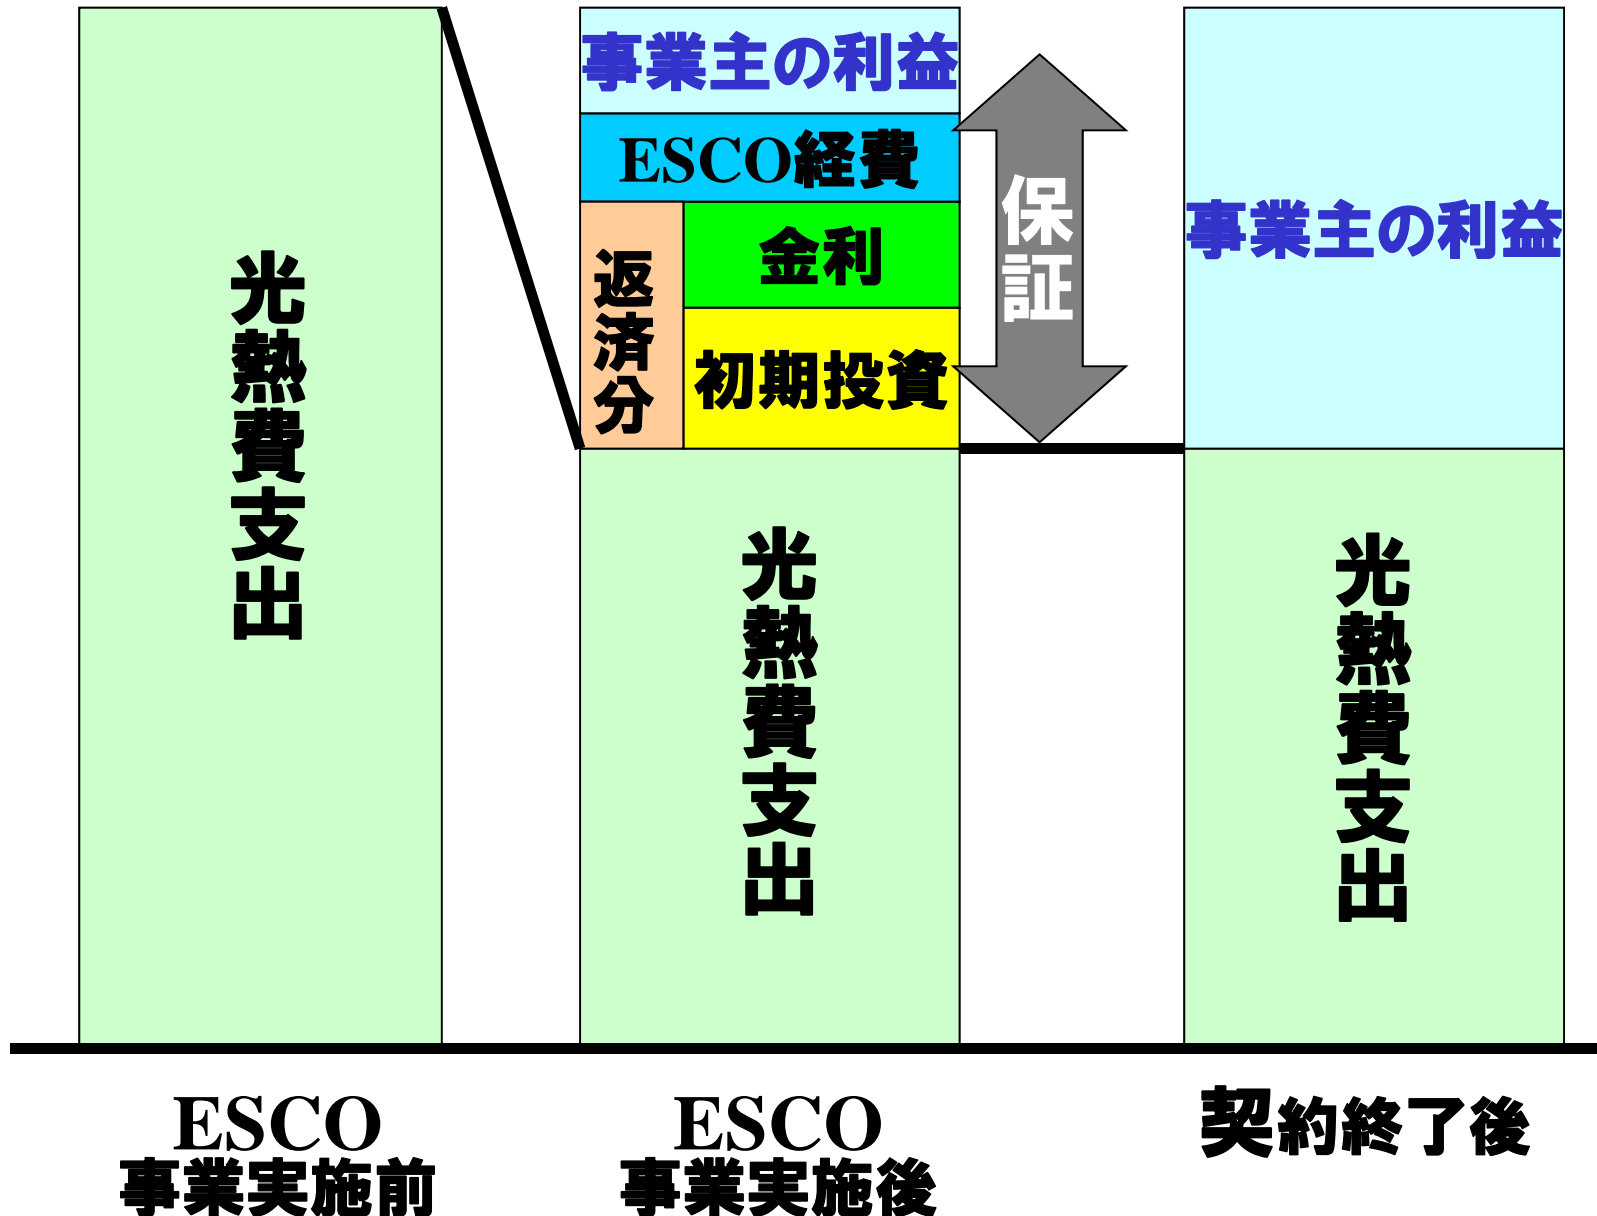 光熱費支出
事業主の利益
ESCO経費
返済分
金利
初期投資
光熱費支出
保証
事業主の利益
光熱費支出
ESCO
事業実施前
ESCO
事業実施後
契約終了後